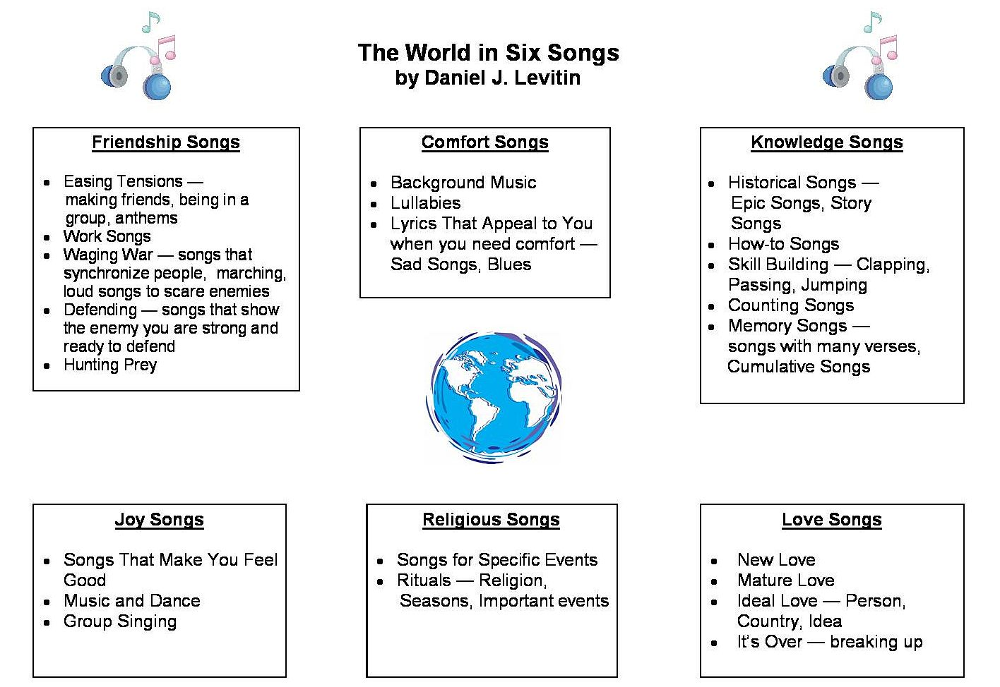 The World in Six Songs
by Daniel J. Levitin
Friendship Songs
• Easing Tensions —
making friends, being in a
group, anthems
• Work Songs
• Waging War — songs that
synchronize people, marching,
loud songs to scare enemies
• Defending — songs that show
the enemy you are strong and
ready to defend
• Hunting Prey
Comfort Songs
• Background Music
• Lullabies
• Lyrics That Appeal to You
when you need comfort —
Sad Songs, Blues
Knowledge Songs
• Historical Songs —
Epic Songs, Story
Songs
• How-to Songs
• Skill Building — Clapping,
Passing, Jumping
• Counting Songs
• Memory Songs —
songs with many verses,
Cumulative Songs
Joy Songs
• Songs That Make You Feel
Good
• Music and Dance
• Group Singing
Religious Songs
• Songs for Specific Events
• Rituals — Religion,
Seasons, Important events
Love Songs
• New Love
• Mature Love
• Ideal Love — Person,
Country, Idea
• It's Over — breaking up